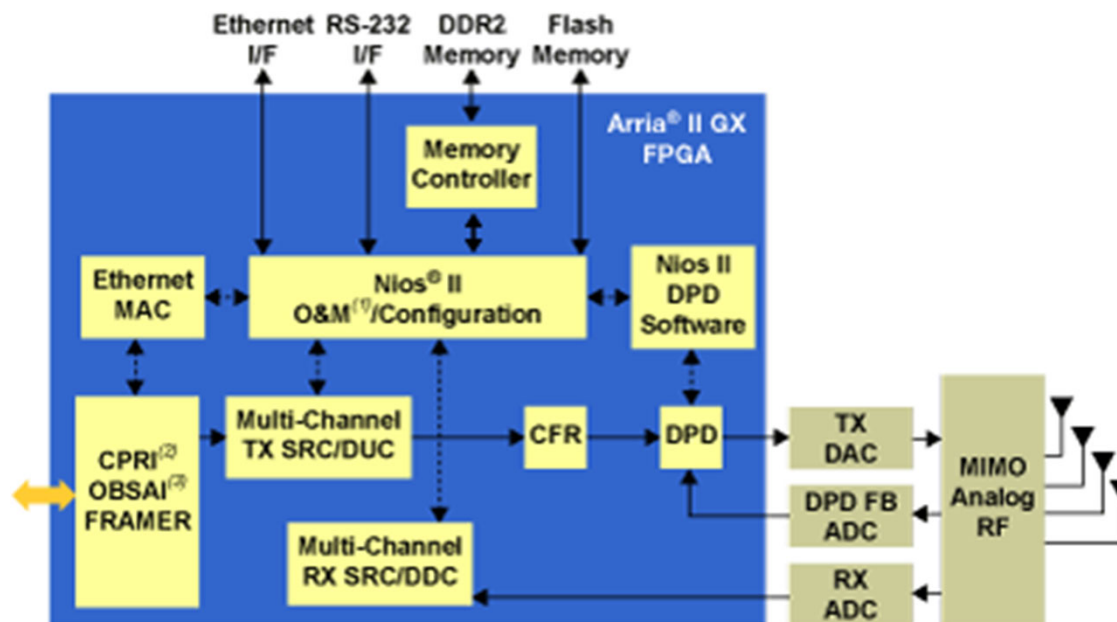 Ethernet
I/F
RS-232
I/F
DDR2
Memory
Flash
Memory
Arria® II GX
FPGA
Memory
Controller
Ethernet
MAC
Nios® II
O&M(1)/Configuration
Nios II
DPD
Software
CPRI(2)
OBSAI(3)
FRAMER
Multi-Channel
TX SRC/DUC
CFR
DPD
TX
DAC
MIMO
Analog
RF
DPD FB
ADC
Multi-Channel
RX SRC/DDC
RX
ADC